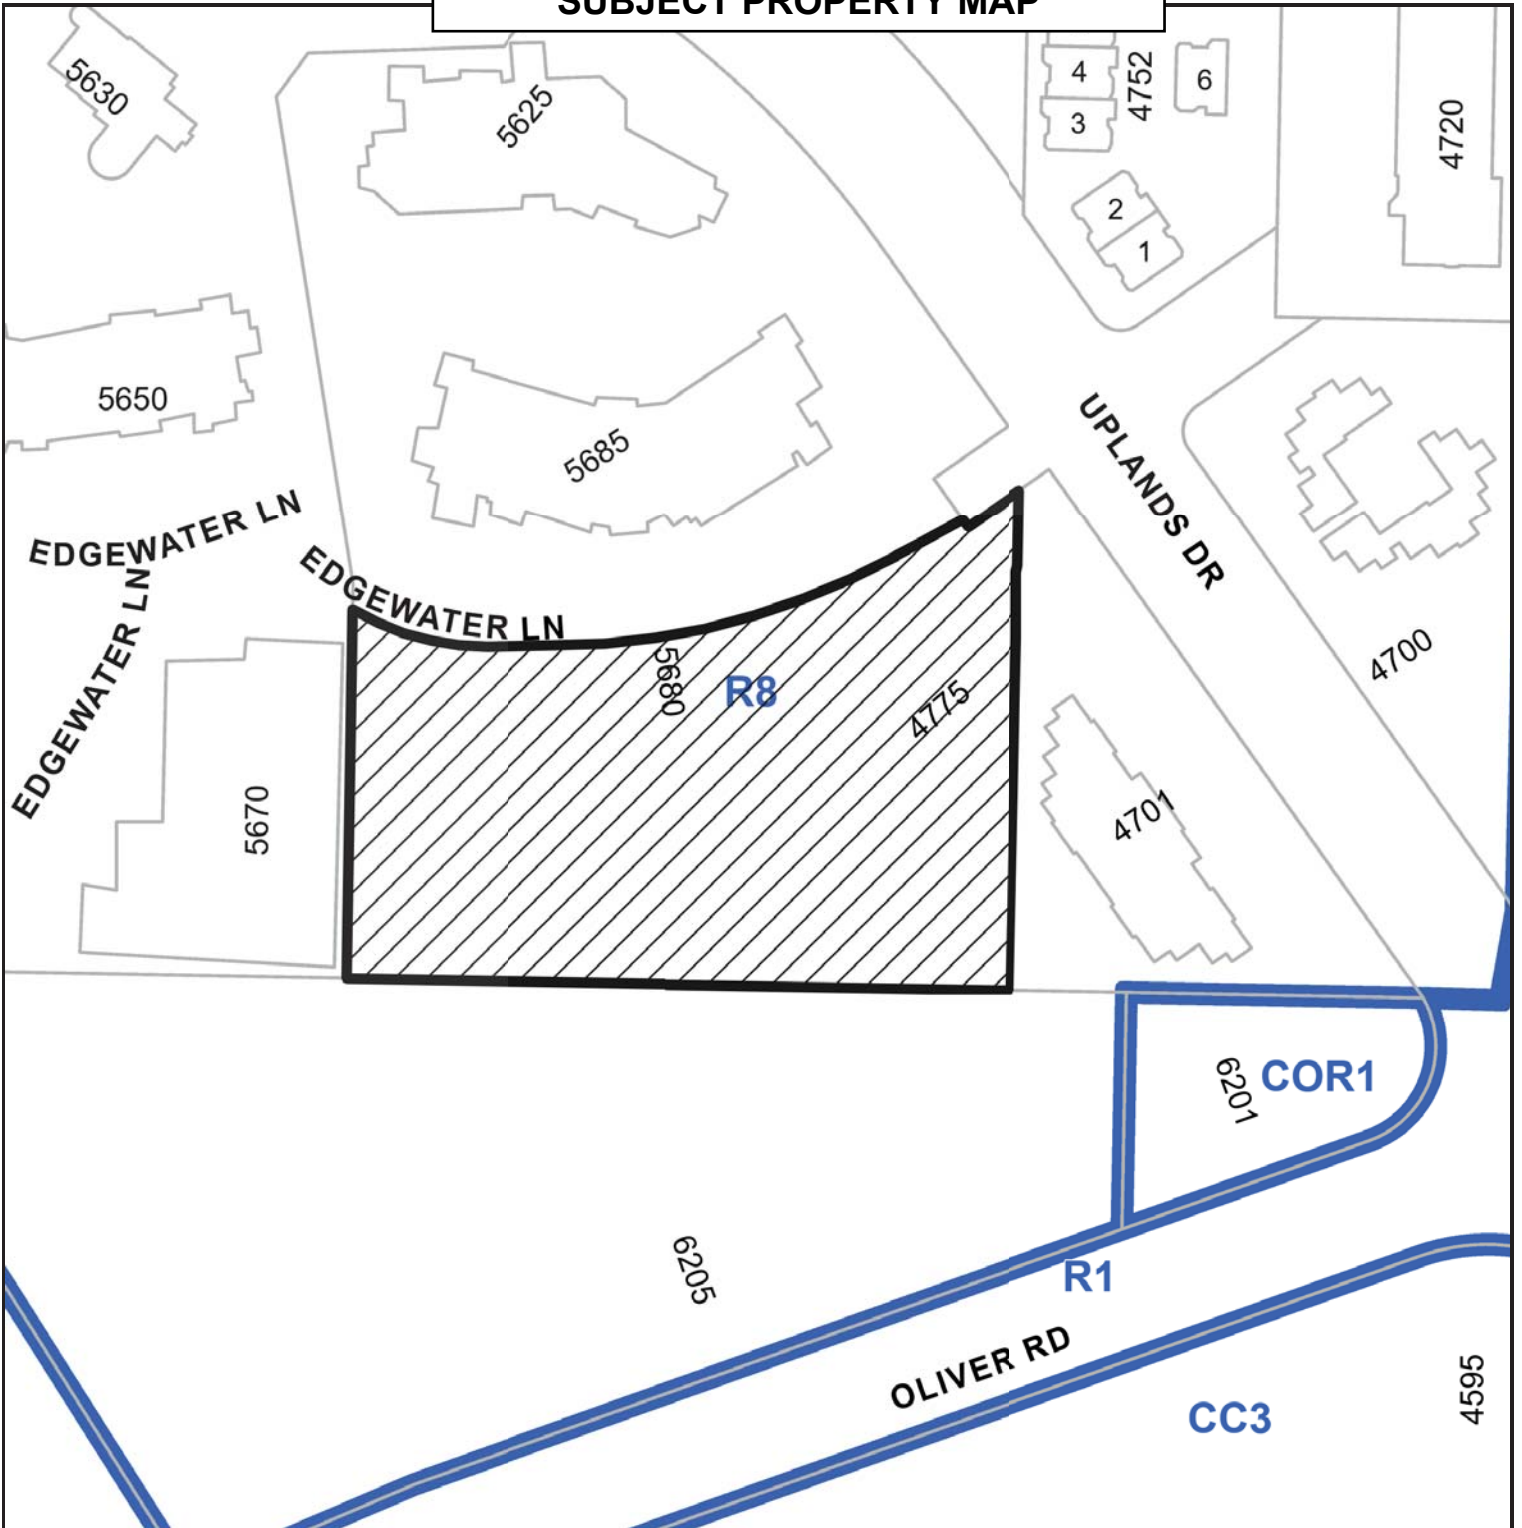 SUBJECT PROPERTY MAP
5630
5625
4
3
4752
6
4720
2
1
5650
5685
UPLANDS DR
EDGEWATER LN
EDGEWATER LN
EDGEWATER LN
5680
R8
4775
4700
5670
4701
6201
COR1
6205
R1
OLIVER RD
CC3
4595